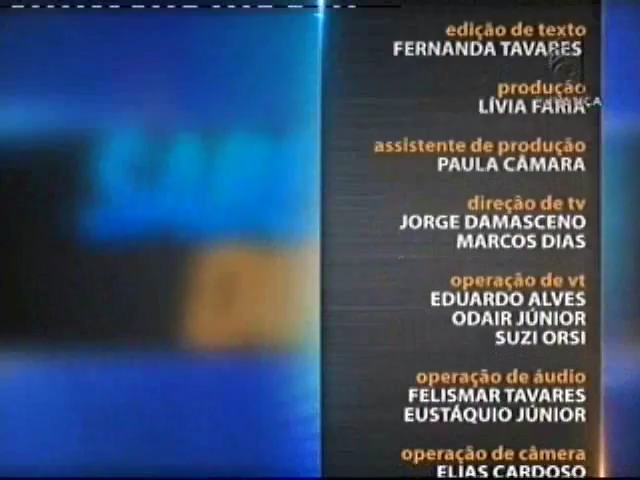 edição de texto
FERNANDA TAVARES
produção
LÍVIA FARIA
assistente de produção
PAULA CÂMARA
direção de tv
JORGE DAMASCENO
MARCOS DIAS
operação de vt
EDUARDO ALVES
ODAIR JÚNIOR
SUZI ORSI
operação de áudio
FELISMAR TAVARES
EUSTÁQUIO JÚNIOR
operação de câmera
ELIAS CARDOSO